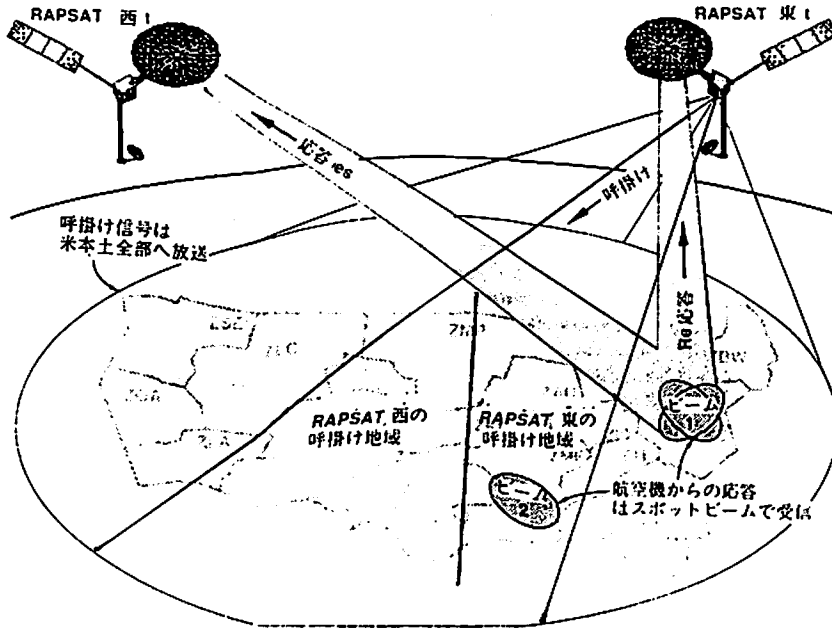 RAPSAT 西 1
RAPSAT 東 1
応答
呼掛け
呼掛け信号は
米本土全部へ放送
応答
ZLC
RAPSAT 西の
呼掛け地域
RAPSAT 東の
呼掛け地域
ビーム
1
ビーム
2
航空機からの応答
はスポットビームで受信